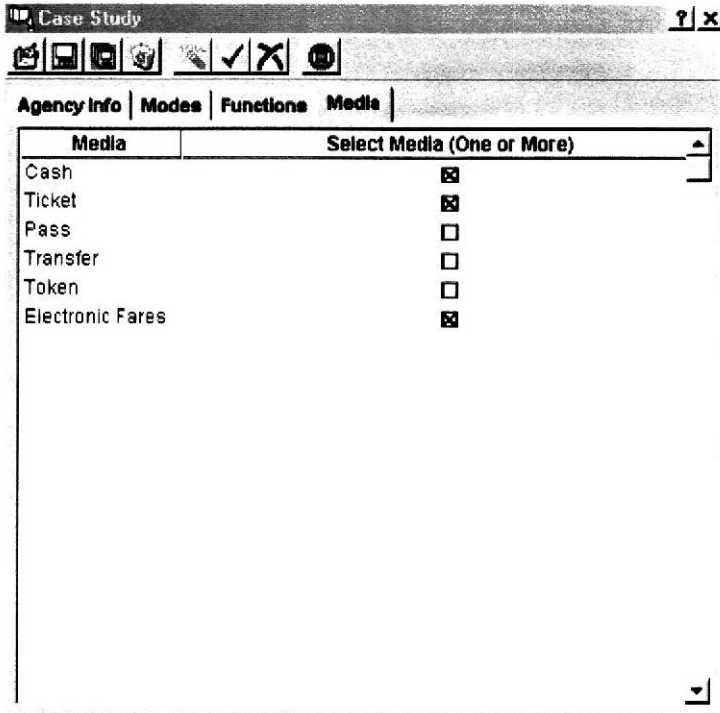 Case Study
Agency Info Modes Functions Media
Media Select Media (One or More)
Cash
Ticket
Pass
Transfer
Token
Electronic Fares